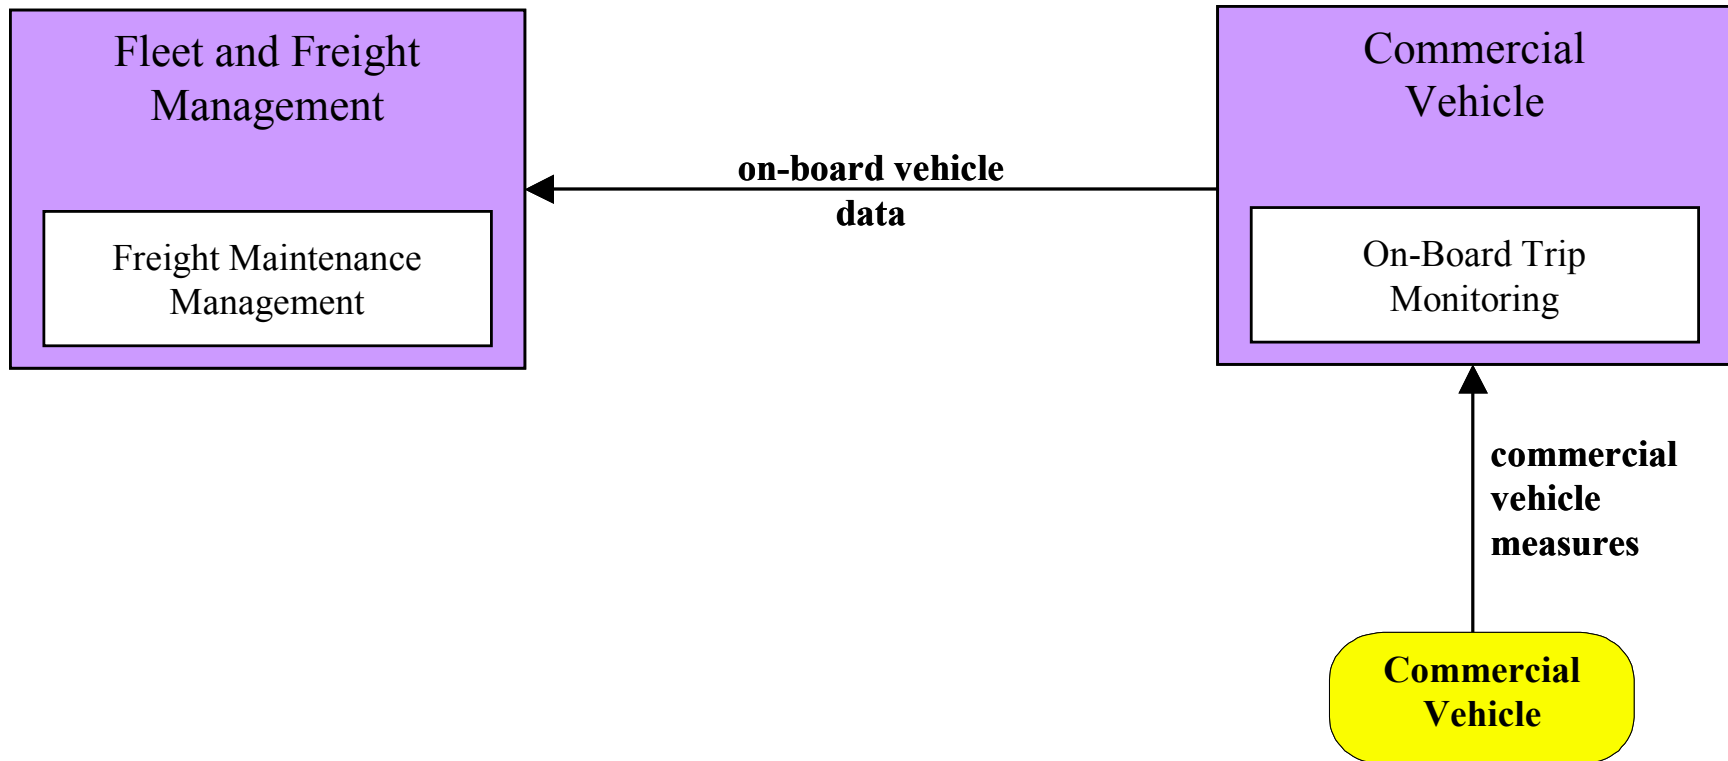 Fleet and Freight
Management
Freight Maintenance
Management
on-board vehicle
data
Commercial
Vehicle
On-Board Trip
Monitoring
commercial
vehicle
measures
Commercial
Vehicle